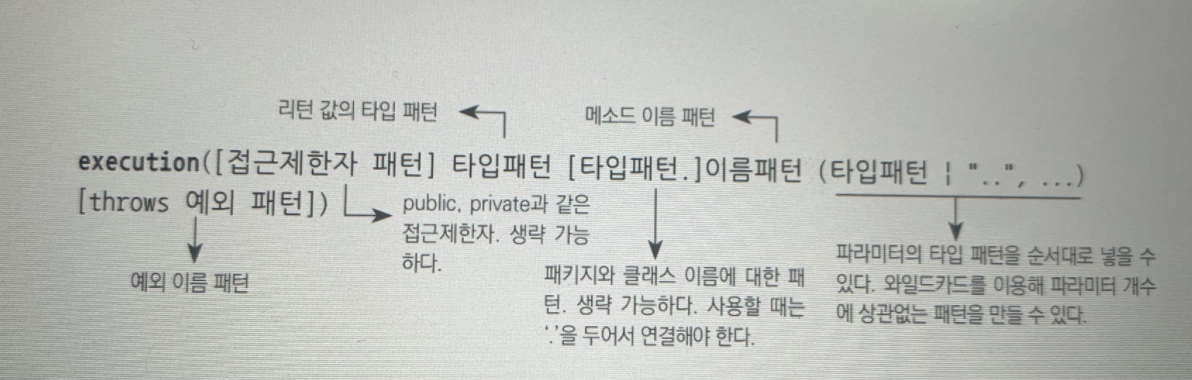 리턴 값의 타입 패턴
메소드 이름 패턴
execution([접근제한자 패턴] 타입패턴 [타입패턴.]이름패턴 (타입패턴 | "..", ...)
[throws 예외 패턴])
public, private과 같은
접근제한자. 생략 가능
하다.
예외 이름 패턴
패키지와 클래스 이름에 대한 패
턴. 생략 가능하다. 사용할 때는
‘.’을 두어서 연결해야 한다.
파라미터의 타입 패턴을 순서대로 넣을 수
있다. 와일드카드를 이용해 파라미터 개수
에 상관없는 패턴을 만들 수 있다.